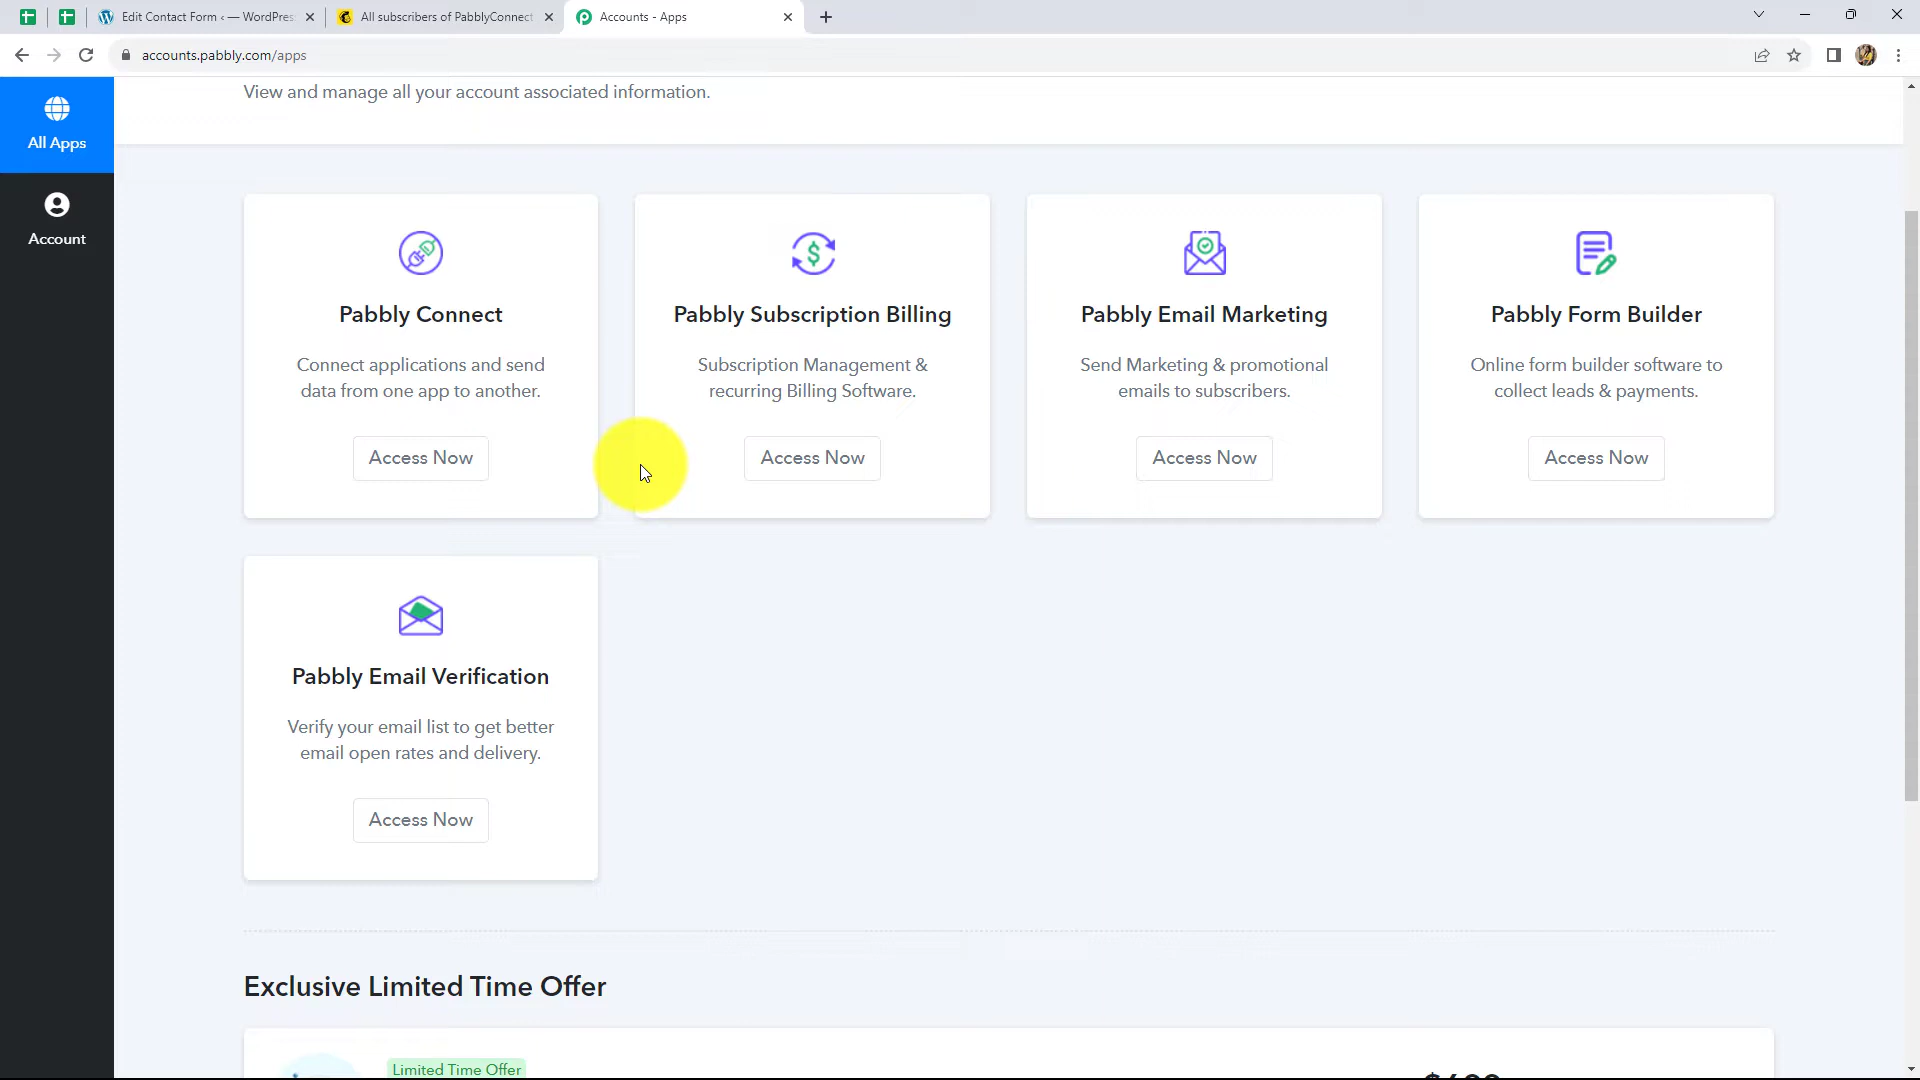 Edit Contact Form ‹ — WordPres
All subscribers of PabblyConnect
Accounts - Apps
accounts.pabbly.com/apps
All Apps
Account
View and manage all your account associated information.
Pabbly Connect
Connect applications and send
data from one app to another.
Access Now
Pabbly Subscription Billing
Subscription Management &
recurring Billing Software.
Access Now
Pabbly Email Marketing
Send Marketing & promotional
emails to subscribers.
Access Now
Pabbly Form Builder
Online form builder software to
collect leads & payments.
Access Now
Pabbly Email Verification
Verify your email list to get better
email open rates and delivery.
Access Now
Exclusive Limited Time Offer
Limited Time Offer